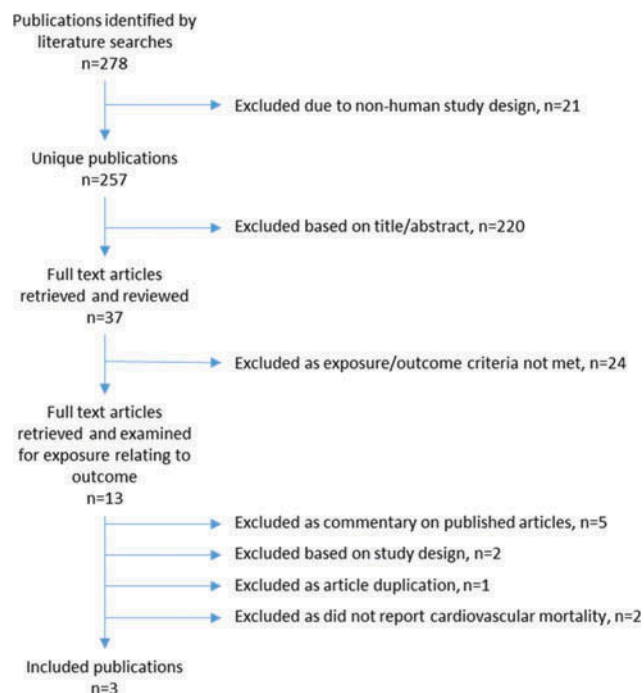 Publications identified by
literature searches
n=278
Excluded due to non-human study design, n=21
Unique publications
n=257
Excluded based on title/abstract, n=220
Full text articles
retrieved and reviewed
n=37
Excluded as exposure/outcome criteria not met, n=24
Full text articles
retrieved and examined
for exposure relating to
outcome
n=13
Excluded as commentary on published articles, n=5
Excluded based on study design, n=2
Excluded as article duplication, n=1
Excluded as did not report cardiovascular mortality, n=2
Included publications
n=3